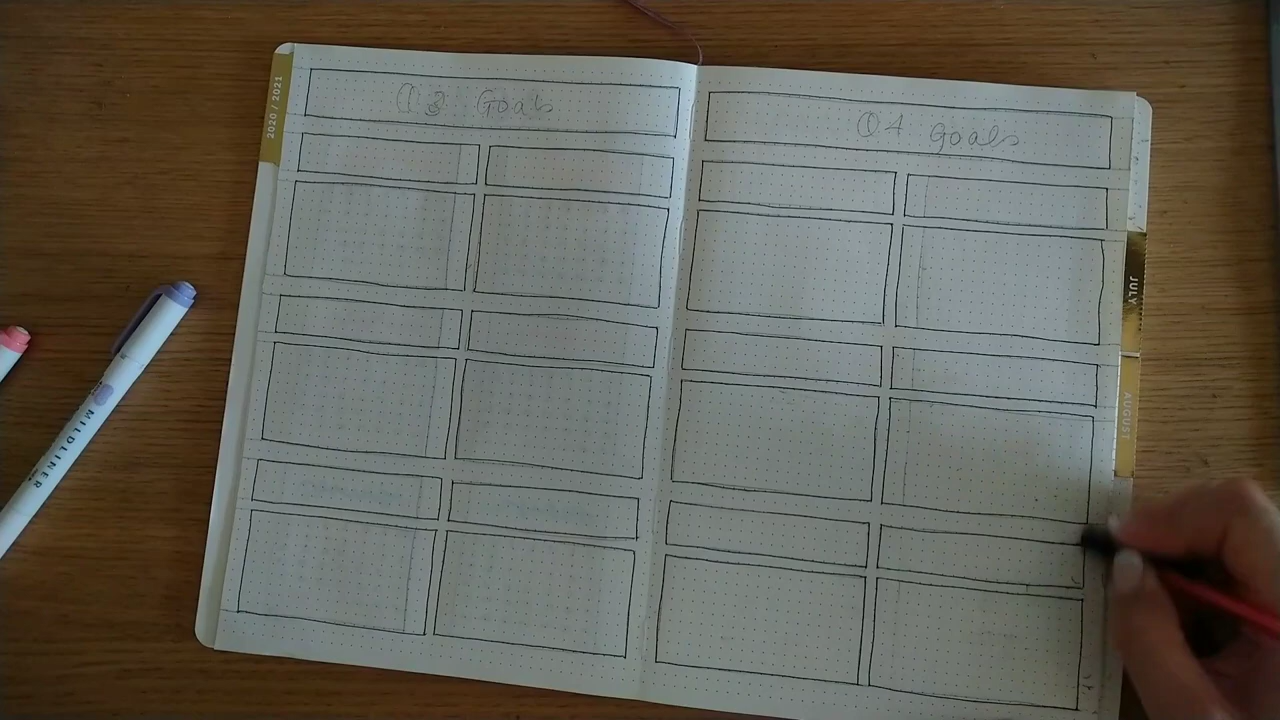 2020 / 2021
Q3 Goals
Q4 goals
JULY
AUGUST
MILDLINER